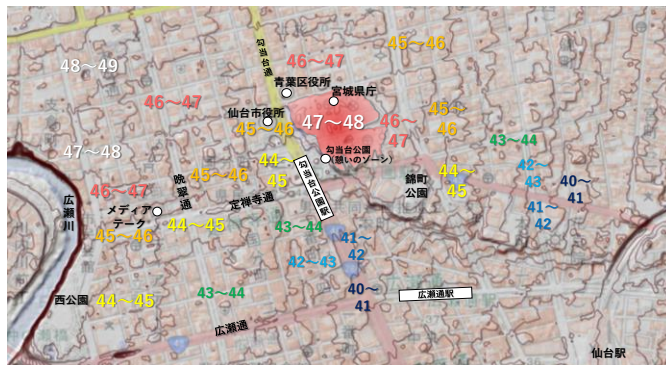 勾当台通
45～46
46～47
48～49
青葉区役所
宮城県庁
46～47
仙台市役所
45～46
47～48
45～
46
46～
47
43～44
47～48
勾当台公園
(憩いのゾーン)
44～
45
勾当台公園駅
42～
43
44～
45
40～
41
晩翠通
45～46
46～47
錦町
公園
広瀬川
メディア
テーク
定禅寺通
41～
42
44～45
43～44
45～46
41～
42
42～43
43～44
40～
41
広瀬通駅
西公園
44～45
広瀬通
仙台駅